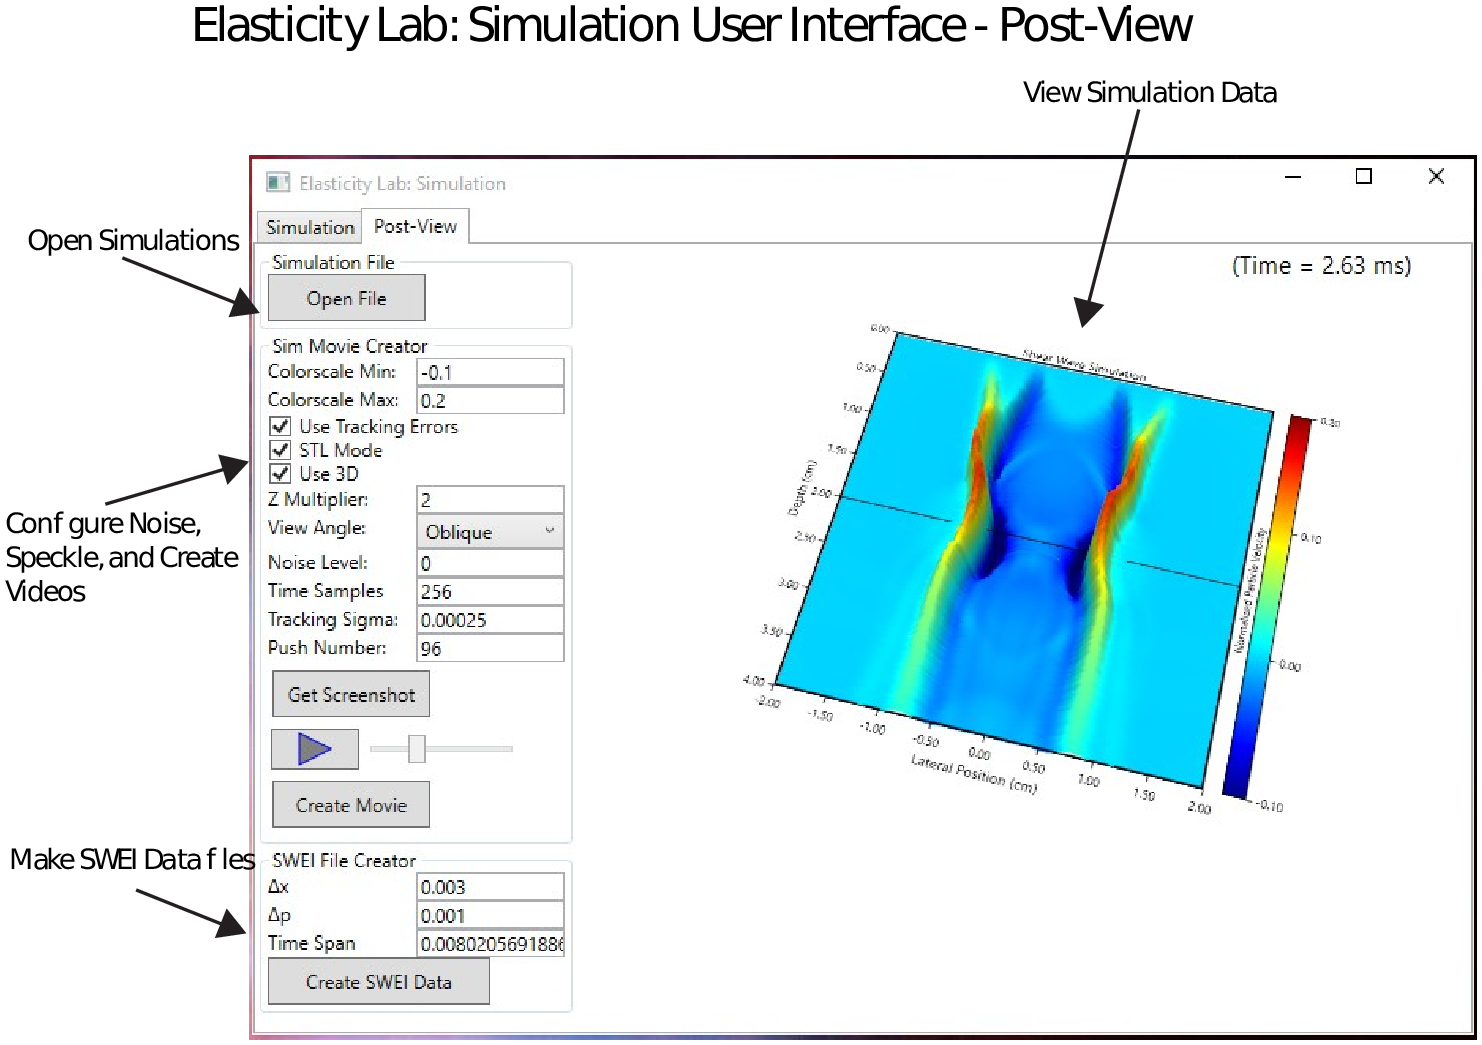 Elasticity Lab: Simulation User Interface - Post-View
View Simulation Data
Elasticity Lab: Simulation
Simulation
Post-View
Open Simulations
(Time = 2.63 ms)
Simulation File
Open File
Sim Movie Creator
Colorscale Min:
-0.1
Colorscale Max:
0.2
Use Tracking Errors
STL Mode
Use 3D
Z Multiplier:
2
View Angle:
Oblique
Noise Level:
0
Time Samples
256
Tracking Sigma:
0.00025
Push Number:
96
Configure Noise,
Speckle, and Create
Videos
Get Screenshot
Create Movie
Make SWEI Data files
SWEI File Creator
Δx
0.003
Δp
0.001
Time Span
0.0080205691886
Create SWEI Data
Shear Wave Simulation
0.00
0.50
1.00
1.50
2.00
2.50
3.00
3.50
4.00
Depth (cm)
-2.00
-1.50
-1.00
-0.50
0.00
0.50
1.00
1.50
2.00
Lateral Position (cm)
0.10
0.00
-0.10
Normalized Particle Velocity